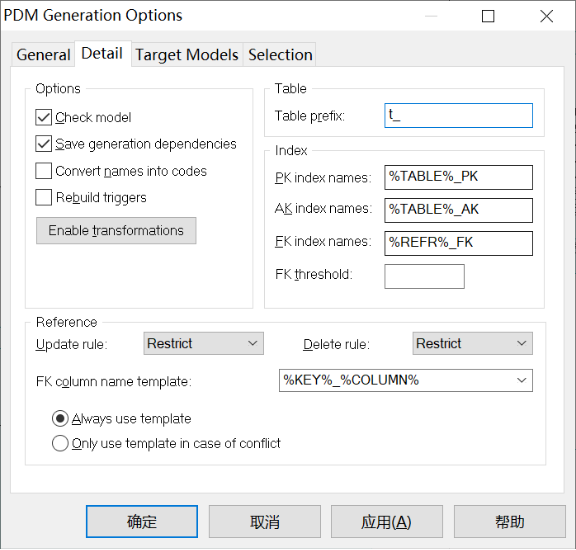 PDM Generation Options
General Detail Target Models Selection
Options
Check model
Save generation dependencies
Convert names into codes
Rebuild triggers
Enable transformations
Table
Table prefix: t_
Index
PK index names: %TABLE%_PK
AK index names: %TABLE%_AK
FK index names: %REFR%_FK
FK threshold:
Reference
Update rule: Restrict Delete rule: Restrict
FK column name template: %KEY%_%COLUMN%
Always use template
Only use template in case of conflict
确定 取消 应用(A) 帮助